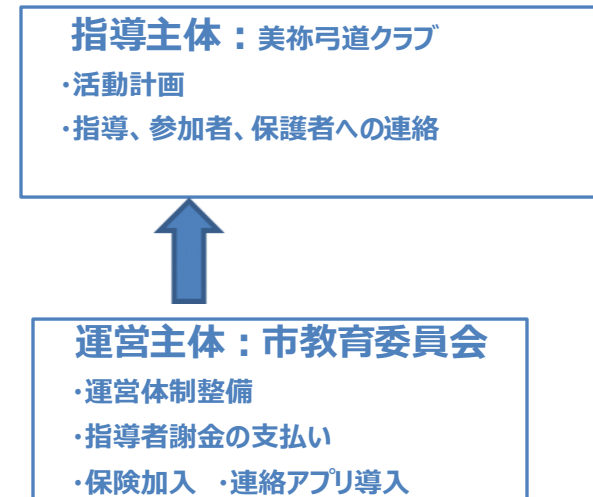 指導主体：美祢弓道クラブ
・活動計画
・指導、参加者、保護者への連絡
運営主体：市教育委員会
・運営体制整備
・指導者謝金の支払い
・保険加入　・連絡アプリ導入